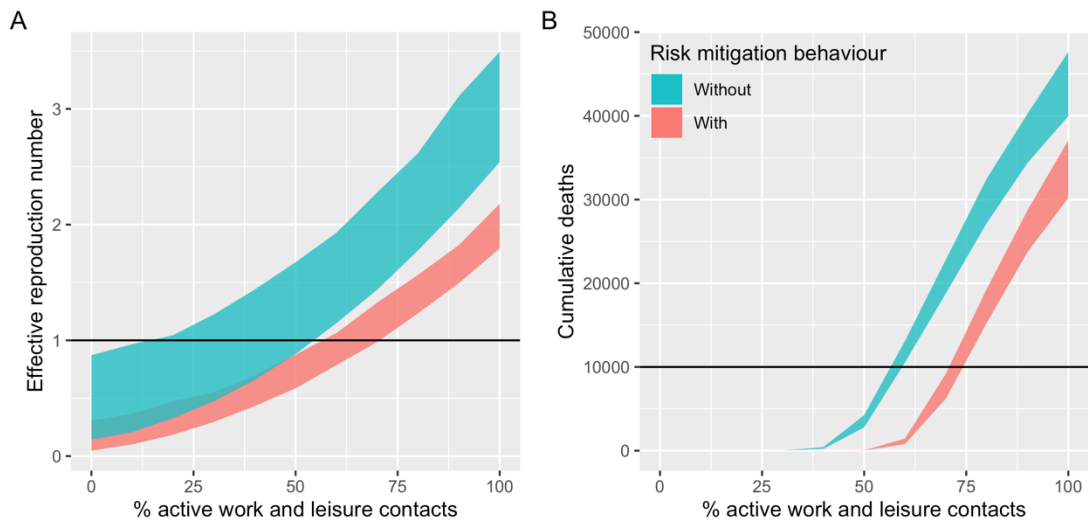 A
Effective reproduction number
3
2
1
0
0
25
50
75
100
% active work and leisure contacts
B
Cumulative deaths
50000
40000
30000
20000
10000
0
Risk mitigation behaviour
Without
With
0
25
50
75
100
% active work and leisure contacts